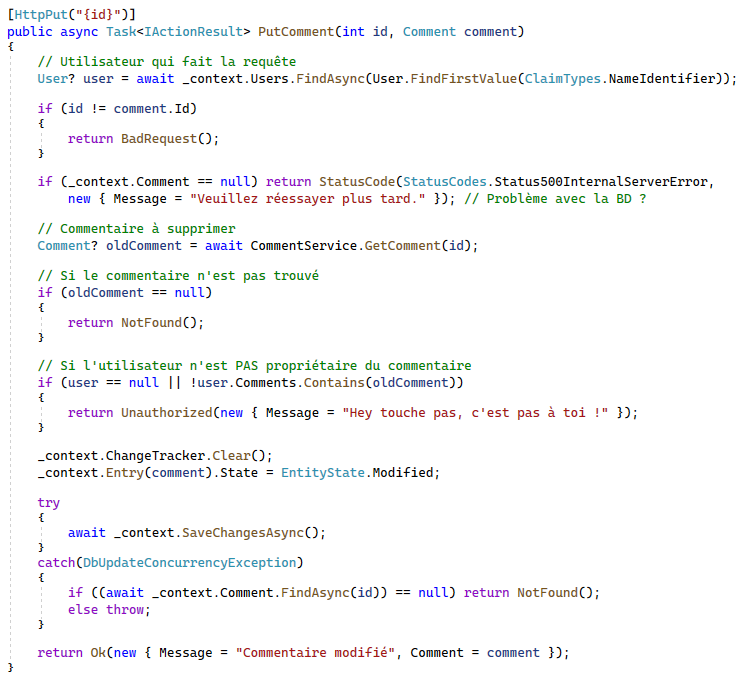 [HttpPut("{id}")]
public async Task<IActionResult> PutComment(int id, Comment comment)
{
    // Utilisateur qui fait la requête
    User? user = await _context.Users.FindAsync(User.FindFirstValue(ClaimTypes.NameIdentifier));

    if (id != comment.Id)
    {
        return BadRequest();
    }

    if (_context.Comment == null) return StatusCode(StatusCodes.Status500InternalServerError,
        new { Message = "Veuillez réessayer plus tard." }); // Problème avec la BD ?

    // Commentaire à supprimer
    Comment? oldComment = await CommentService.GetComment(id);

    // Si le commentaire n'est pas trouvé
    if (oldComment == null)
    {
        return NotFound();
    }

    // Si l'utilisateur n'est PAS propriétaire du commentaire
    if (user == null || !user.Comments.Contains(oldComment))
    {
        return Unauthorized(new { Message = "Hey touche pas, c'est pas à toi !" });
    }

    _context.ChangeTracker.Clear();
    _context.Entry(comment).State = EntityState.Modified;

    try
    {
        await _context.SaveChangesAsync();
    }
    catch(DbUpdateConcurrencyException)
    {
        if ((await _context.Comment.FindAsync(id)) == null) return NotFound();
        else throw;
    }

    return Ok(new { Message = "Commentaire modifié", Comment = comment });
}